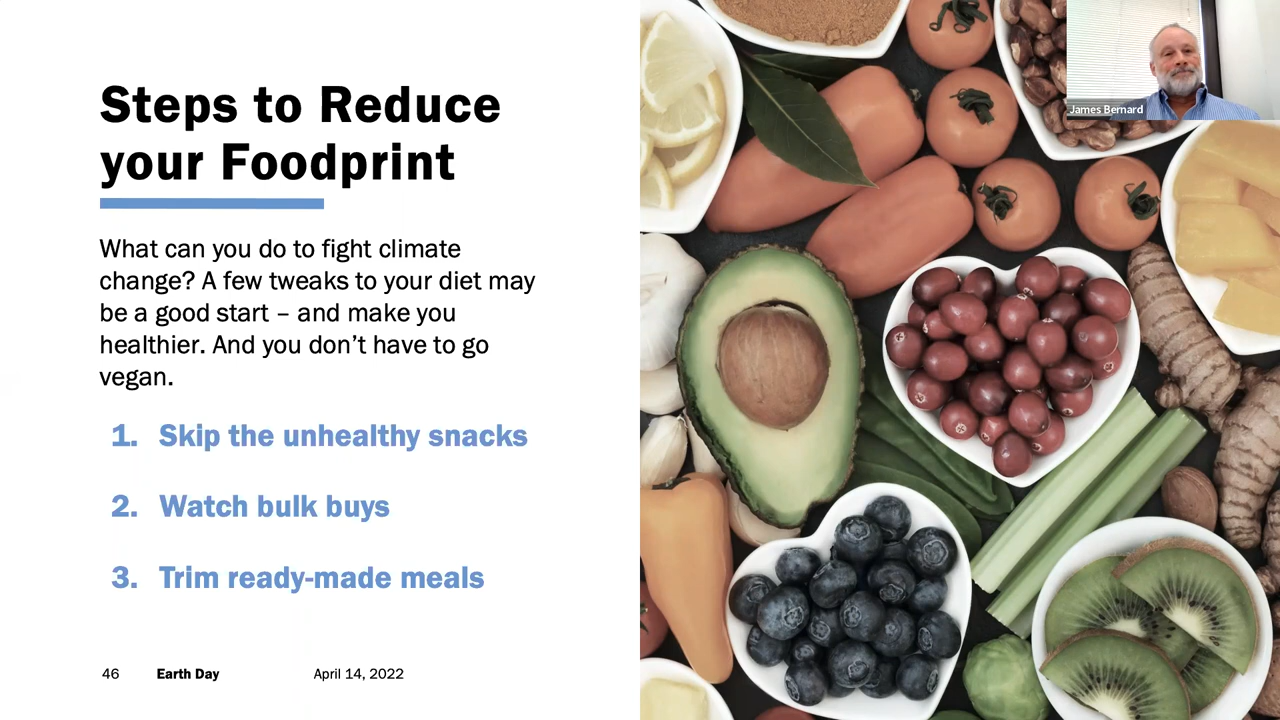 Steps to Reduce
your Foodprint
What can you do to fight climate
change? A few tweaks to your diet may
be a good start – and make you
healthier. And you don’t have to go
vegan.
1. Skip the unhealthy snacks
2. Watch bulk buys
3. Trim ready-made meals
46 Earth Day April 14, 2022
James Bernard